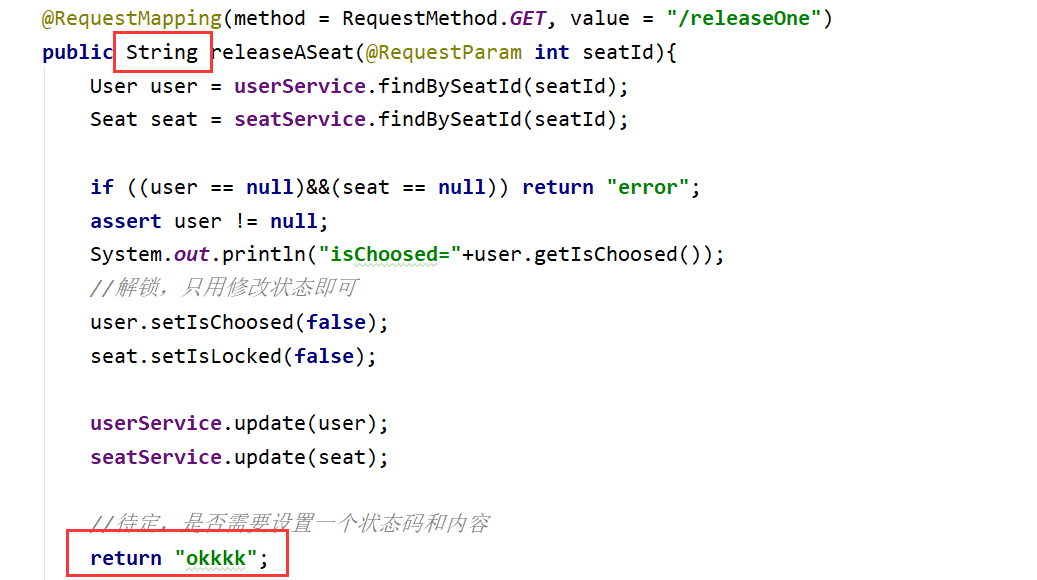 @RequestMapping(method = RequestMethod.GET, value = "/releaseOne")
public String releaseASeat(@RequestParam int seatId){
User user = userService.findBySeatId(seatId);
Seat seat = seatService.findBySeatId(seatId);
if ((user == null)&&(seat == null)) return "error";
assert user != null;
System.out.println("isChoosed="+user.getIsChoosed());
//解锁，只用修改状态即可
user.setIsChoosed(false);
seat.setIsLocked(false);
userService.update(user);
seatService.update(seat);
//待定，是否需要设置一个状态码和内容
return "okkkk";